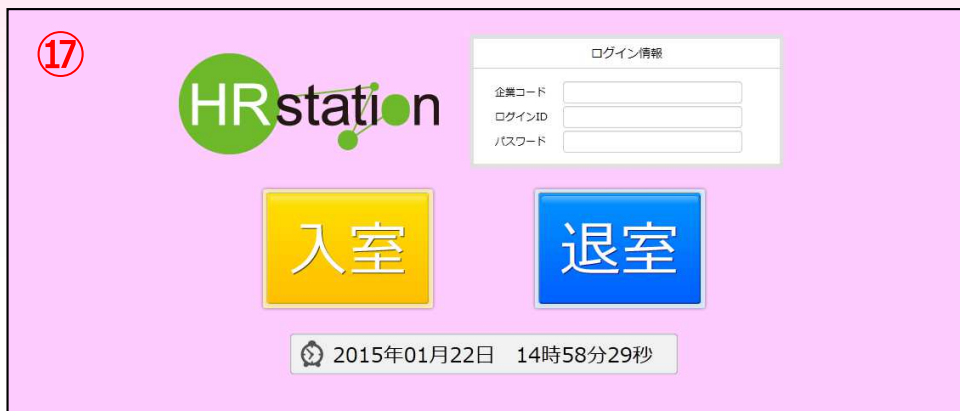 ⑰
HRstation
ログイン情報
企業コード
ログインID
パスワード
入室
退室
2015年01月22日 14時58分29秒